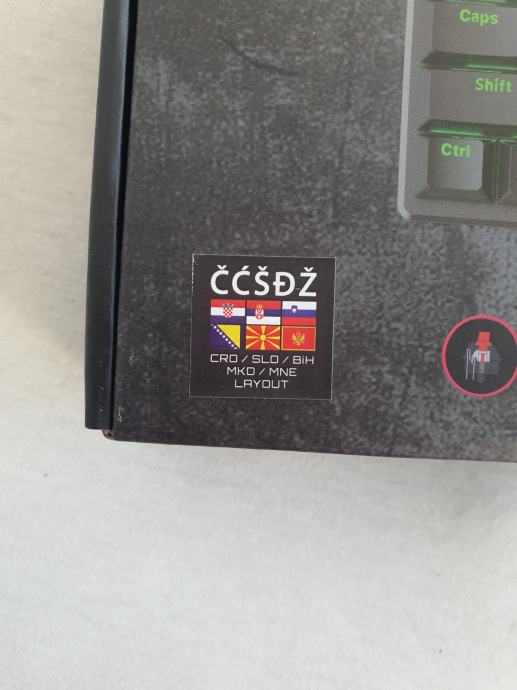 Caps
Shift
Ctrl
ČĆŠĐŽ
CRO / SLO / BiH
MKD / MNE
LAYOUT